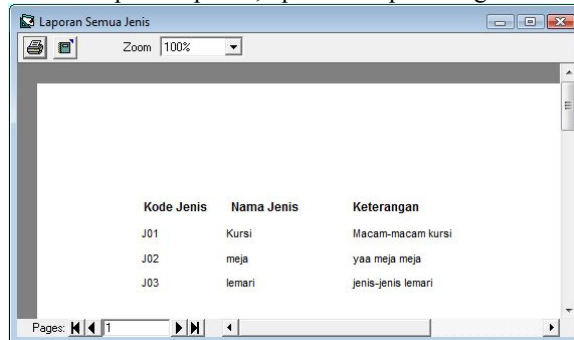 Laporan Semua Jenis
Zoom 100%
Kode Jenis Nama Jenis Keterangan
J01 Kursi Macam-macam kursi
J02 meja yaa meja meja
J03 lemari jenis-jenis lemari
Pages: 1